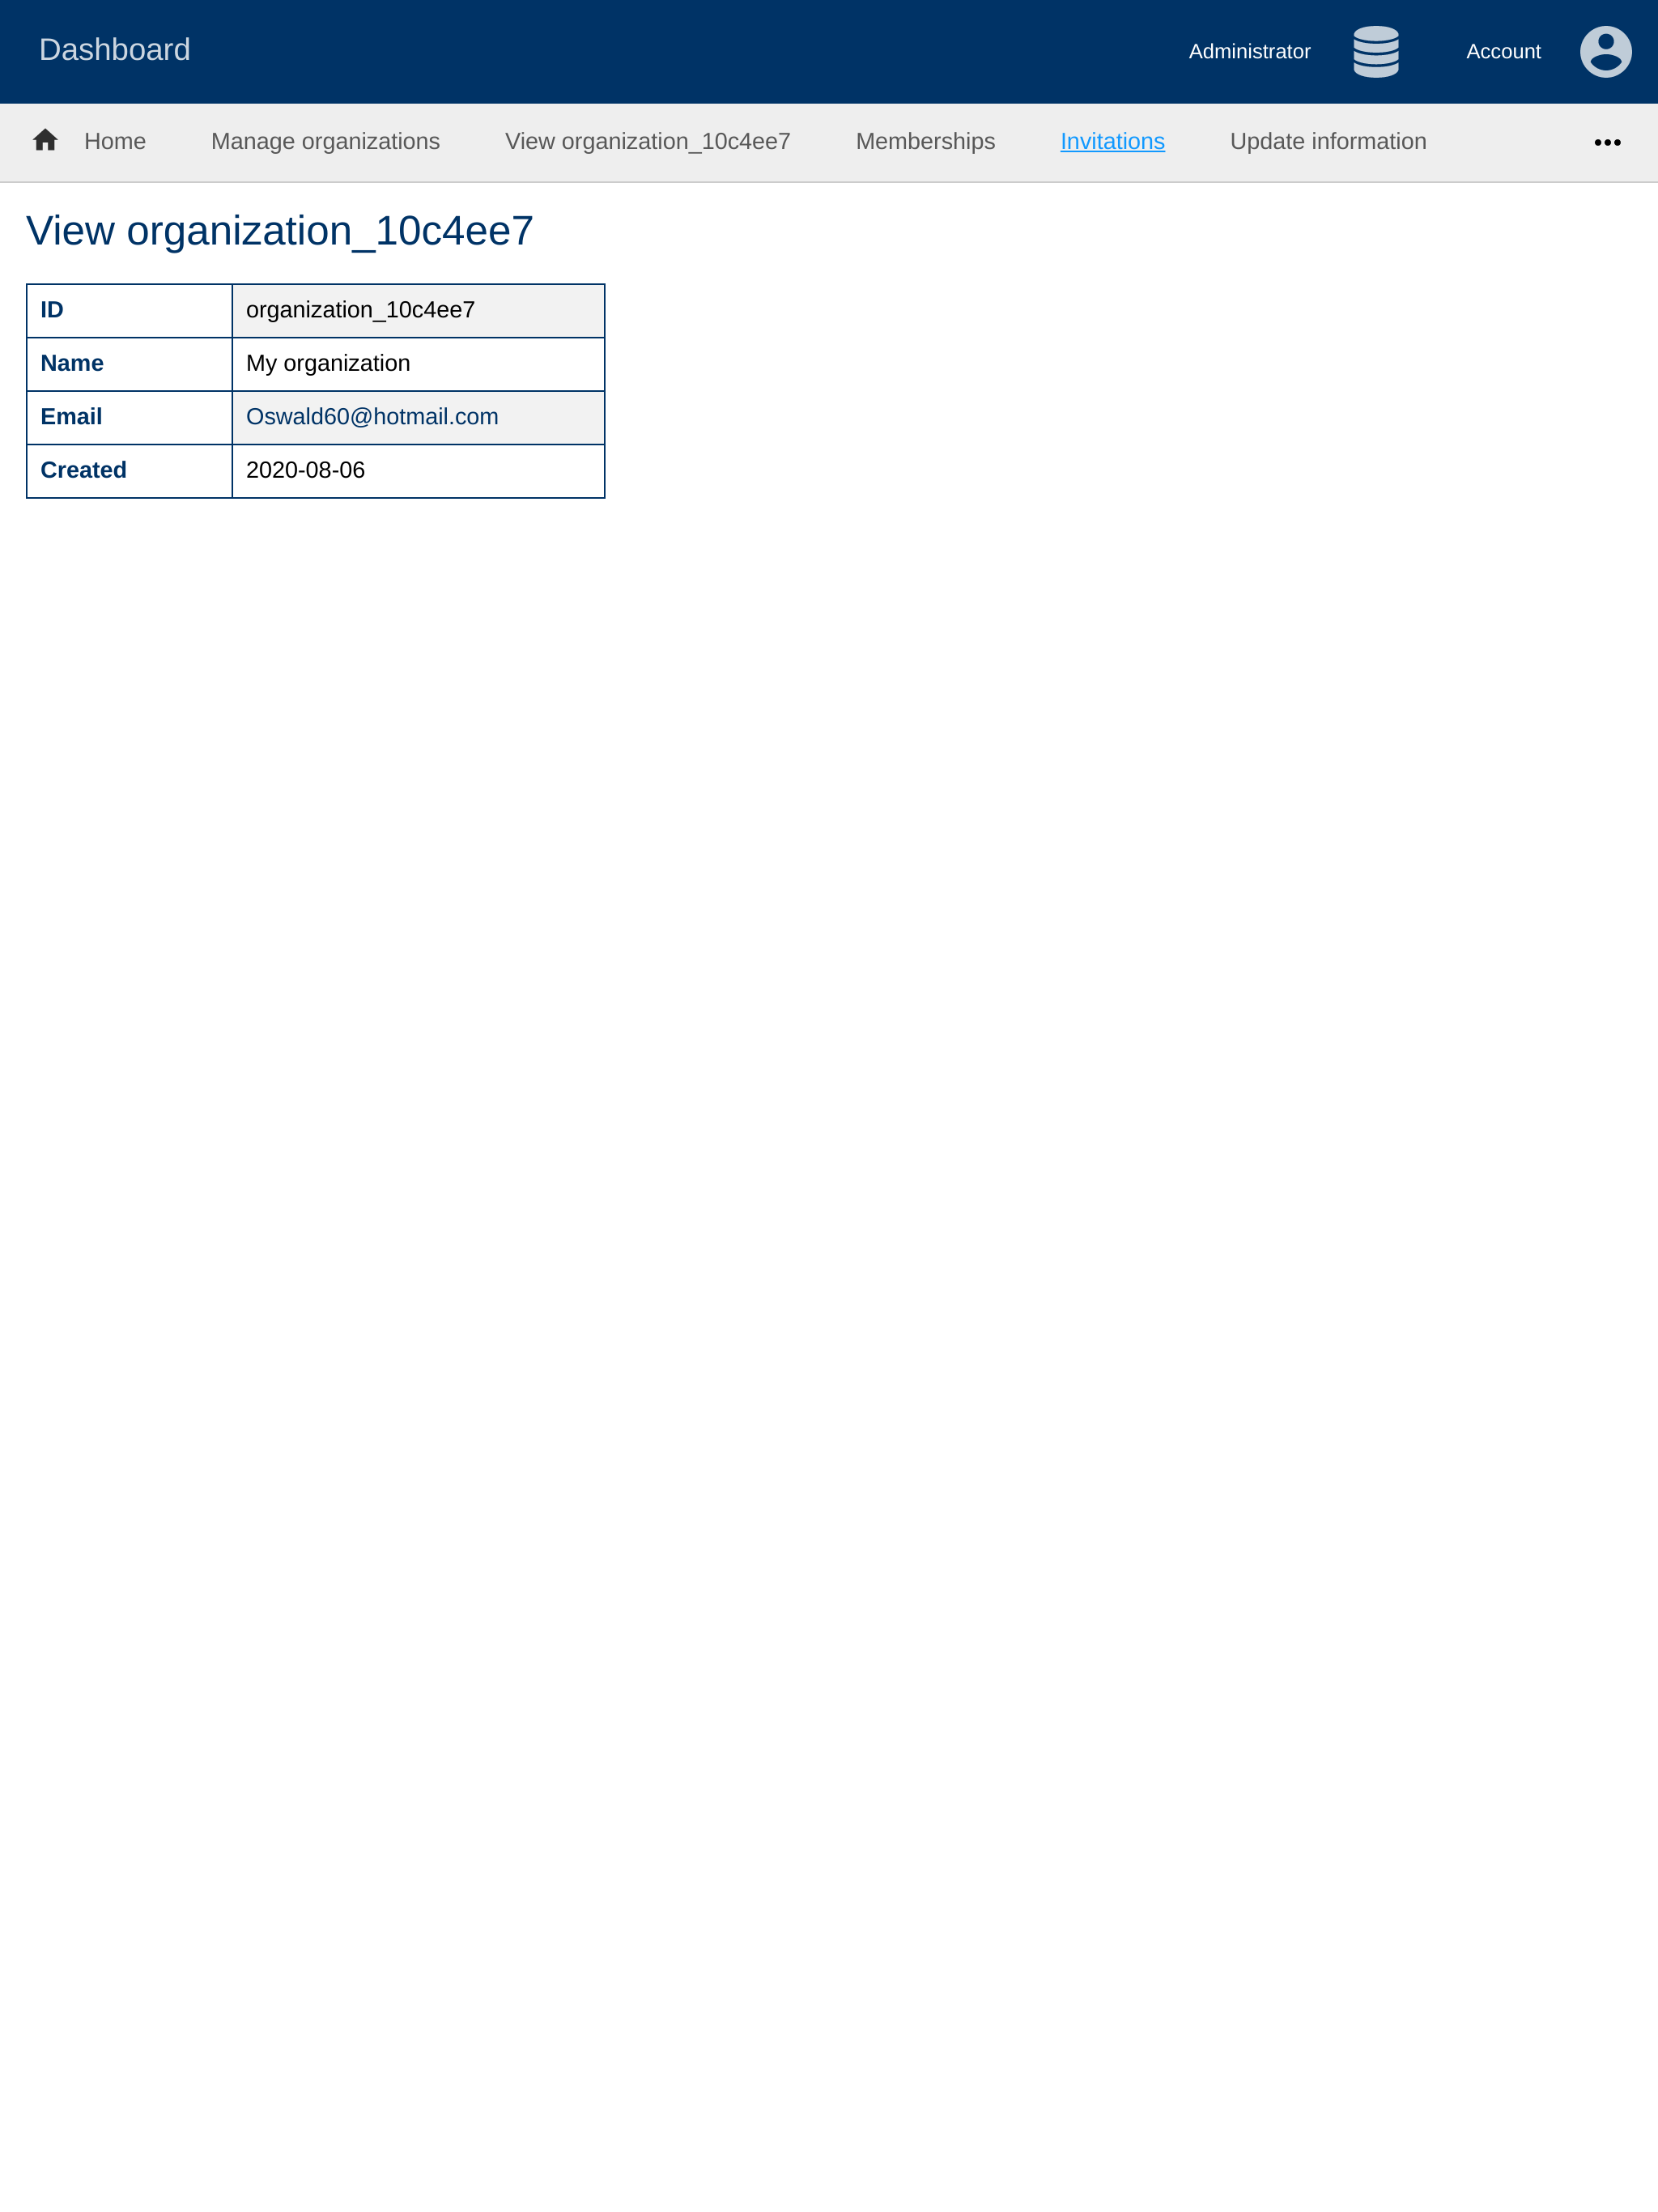 Dashboard Administrator Account
Home Manage organizations View organization_10c4ee7 Memberships Invitations Update information
View organization_10c4ee7
ID organization_10c4ee7
Name My organization
Email Oswald60@hotmail.com
Created 2020-08-06